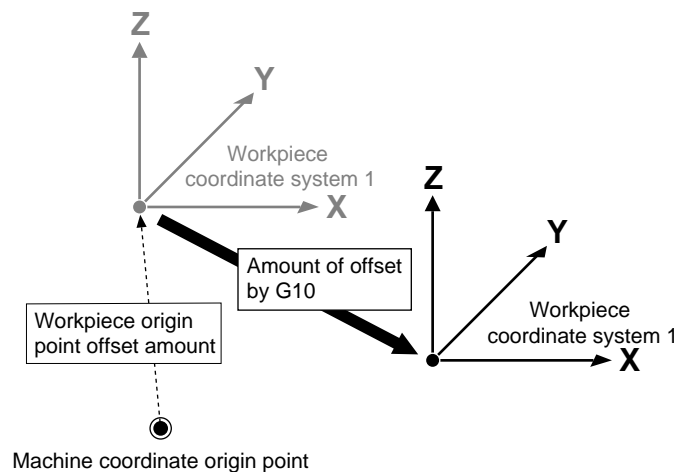 Z
Y
Workpiece
coordinate system 1
X
Z
Y
Amount of offset
by G10
Workpiece
coordinate system 1
X
Workpiece origin
point offset amount
Machine coordinate origin point